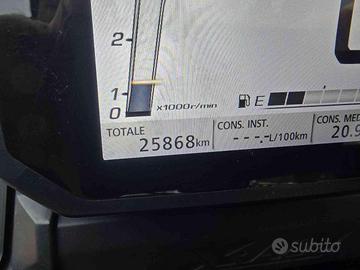 2
1
0
x1000r/min
E
TOTALE CONS. INST. CONS. MED
25868km --.-L/100km 20.9
subito